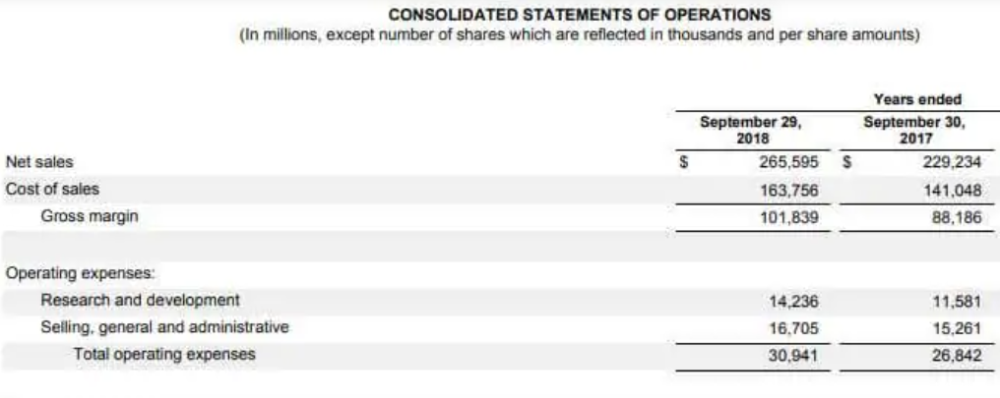 CONSOLIDATED STATEMENTS OF OPERATIONS
(In millions, except number of shares which are reflected in thousands and per share amounts)
Years ended
September 29, 2018 September 30, 2017
Net sales $ 265,595 $ 229,234
Cost of sales 163,756 141,048
Gross margin 101,839 88,186
Operating expenses:
Research and development 14,236 11,581
Selling, general and administrative 16,705 15,261
Total operating expenses 30,941 26,842